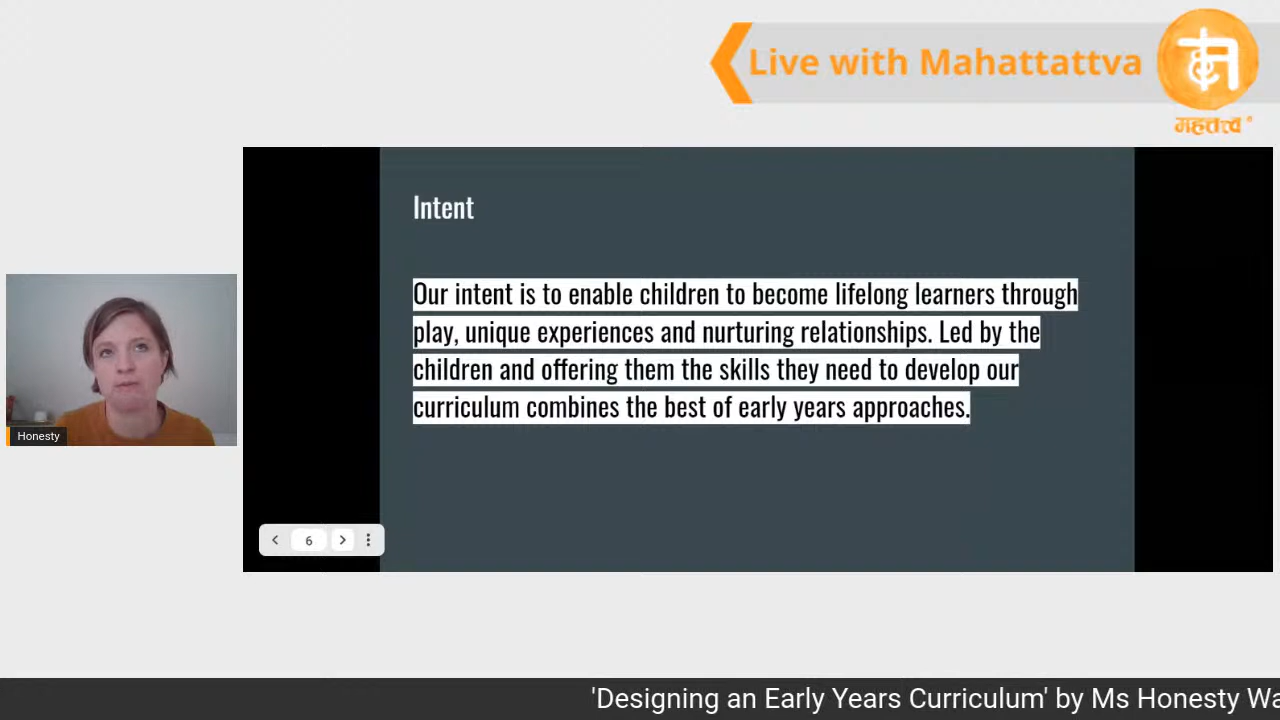 Live with Mahattattva
महत्तत्त्व
Intent
Our intent is to enable children to become lifelong learners through
play, unique experiences and nurturing relationships. Led by the
children and offering them the skills they need to develop our
curriculum combines the best of early years approaches.
Honesty
6
'Designing an Early Years Curriculum' by Ms Honesty